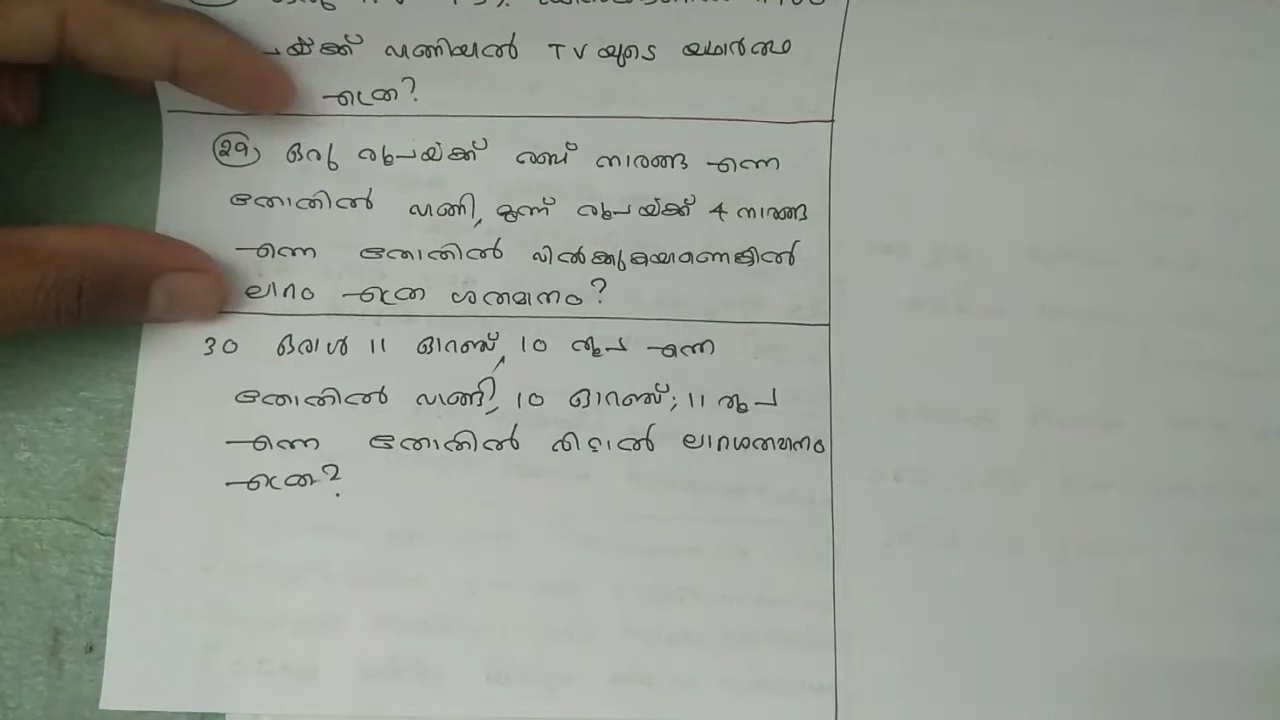 യ്ക്ക് വാങ്ങിയാൽ TV യുടെ യഥാർത്ഥ
എത്ര?
29) ഒരു രൂപയ്ക്ക് രണ്ട് നാരങ്ങ എന്ന
തോതിൽ വാങ്ങി, മൂന്ന് രൂപയ്ക്ക് 4 നാരങ്ങ
എന്ന തോതിൽ വിൽക്കുകയാണെങ്കിൽ
ലാഭം എത്ര ശതമാനം?
30 ഒരാൾ 11 ഓറഞ്ച്, 10 രൂപ എന്ന
തോതിൽ വാങ്ങി, 10 ഓറഞ്ച്; 11 രൂപ
എന്ന തോതിൽ വിറ്റാൽ ലാഭശതമാനം
എത്ര?